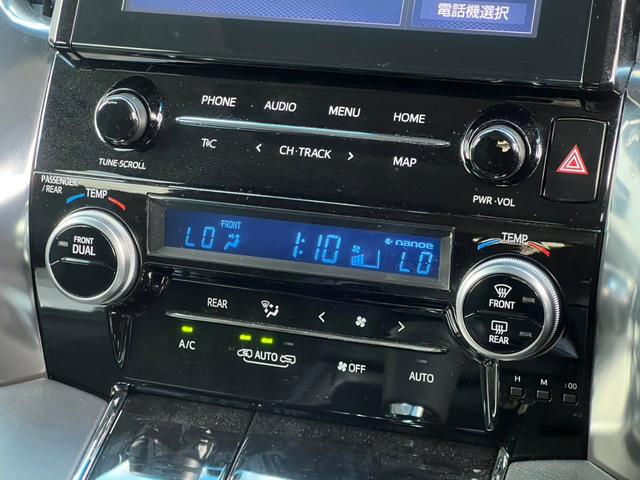 電話機選択
PHONE AUDIO MENU HOME
TUNE·SCROLL
T\C < CH·TRACK > MAP
PWR·VOL
PASSENGER
/REAR
TEMP
TEMP
FRONT
DUAL
FRONT
LO 1:10 nanoe LO
FRONT
REAR
REAR < >
A/C AUTO OFF AUTO
H M :00